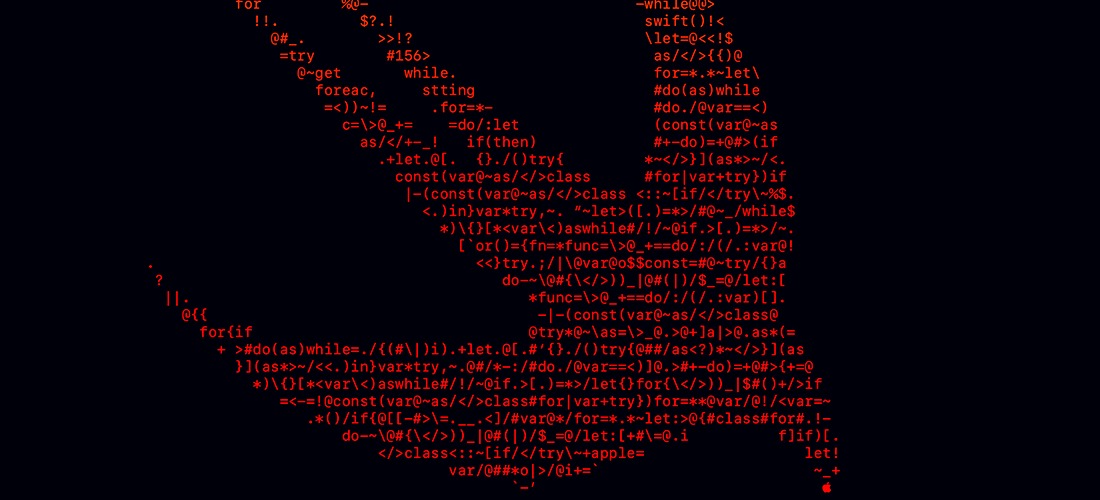 for %@-
-while@@>
!!. $?.! swift()!<
@#_. >>!? \let=@<<!$
=try #156> as/</>{{)@
@~get while. for=*.*~let\
foreac, stting #do(as)while
=<))~!= .for=*- #do./@var==<)
c=\>@_+= =do/:let (const(var@~as
as/</+-_! if(then) #+-do)=+@#>(if
.+let.@[. {}./()try{ *~</>}](as*>~/<.
const(var@~as/</>class #for|var+try})if
|-(const(var@~as/</>class <::~[if/</try\~%$.
<.)in}var*try,~. "~let>([.)=*>/#@~_/while$
*)\{}[*<var\<)aswhile#/!/~@if.>[.)=*>/~.
[`or()={fn=*func=\>@_+==do/:/(/.:var@!
. <<}try.;/|\@var@o$$const=#@~try/{}a
? do-~\@#{\</>))_|@#(|)/$_=@/let:[
||. *func=\>@_+==do/:/(/.:var)[].
@{{ -|-(const(var@~as/</>class@
for{if @try*@~\as=\>_@.>@+]a|>@.as*(=
+ >#do(as)while=./{(#\|)i).+let.@[.#'{}./()try{@##/as<?)*~</>}](as
}](as*>~/<<.)in}var*try,~.@#/*-:/#do./@var==<)]@.>#+-do)=+@#>{+=@
*)\{}[*<var\<)aswhile#/!/~@if.>[.)=*>/let{}for{\</>))_|$#()+/>if
=<-=!@const(var@~as/</>class#for|var+try})for=**@var/@!/<var=~
.*()/if{@[[-#>\=.__.<]/#var@*/for=*.*~let:>@{#class#for#.!-
do-~\@#{\</>))_|@#(|)/$_=@/let:[+#\=@.i f]if)[.
</>class<::~[if/</try\~+apple= let!
var/@##*o|>/@i+=` ~_+
`-'